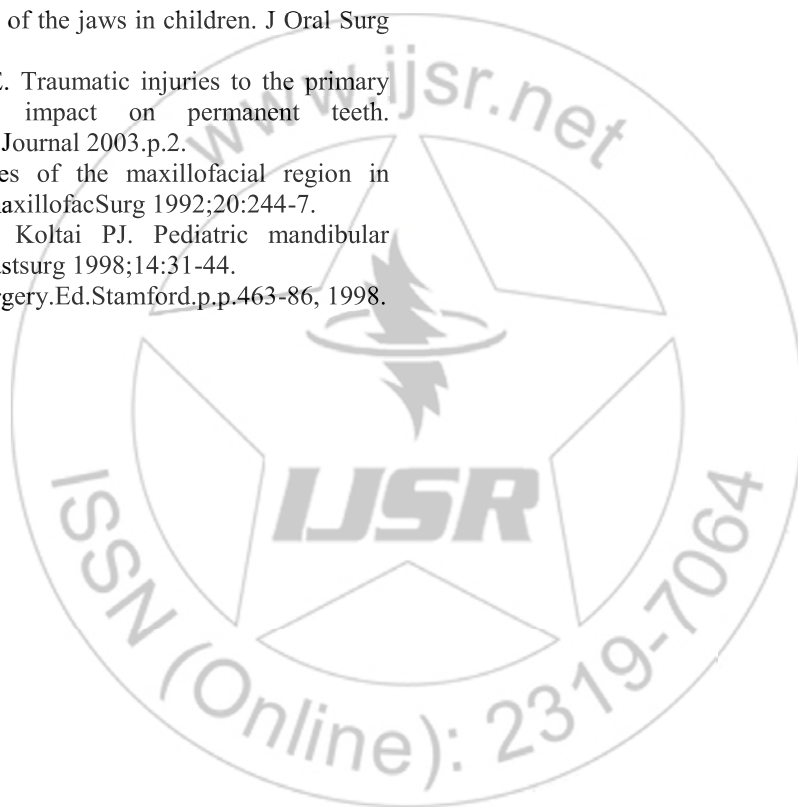 of the jaws in children. J Oral Surg
E. Traumatic injuries to the primary
impact on permanent teeth.
Journal 2003.p.2.
es of the maxillofacial region in
axillofacSurg 1992;20:244-7.
Koltai PJ. Pediatric mandibular
stsurg 1998;14:31-44.
rgery.Ed.Stamford.p.p.463-86, 1998.
www.ijsr.net
IJSR
ISSN (Online): 2319-7064